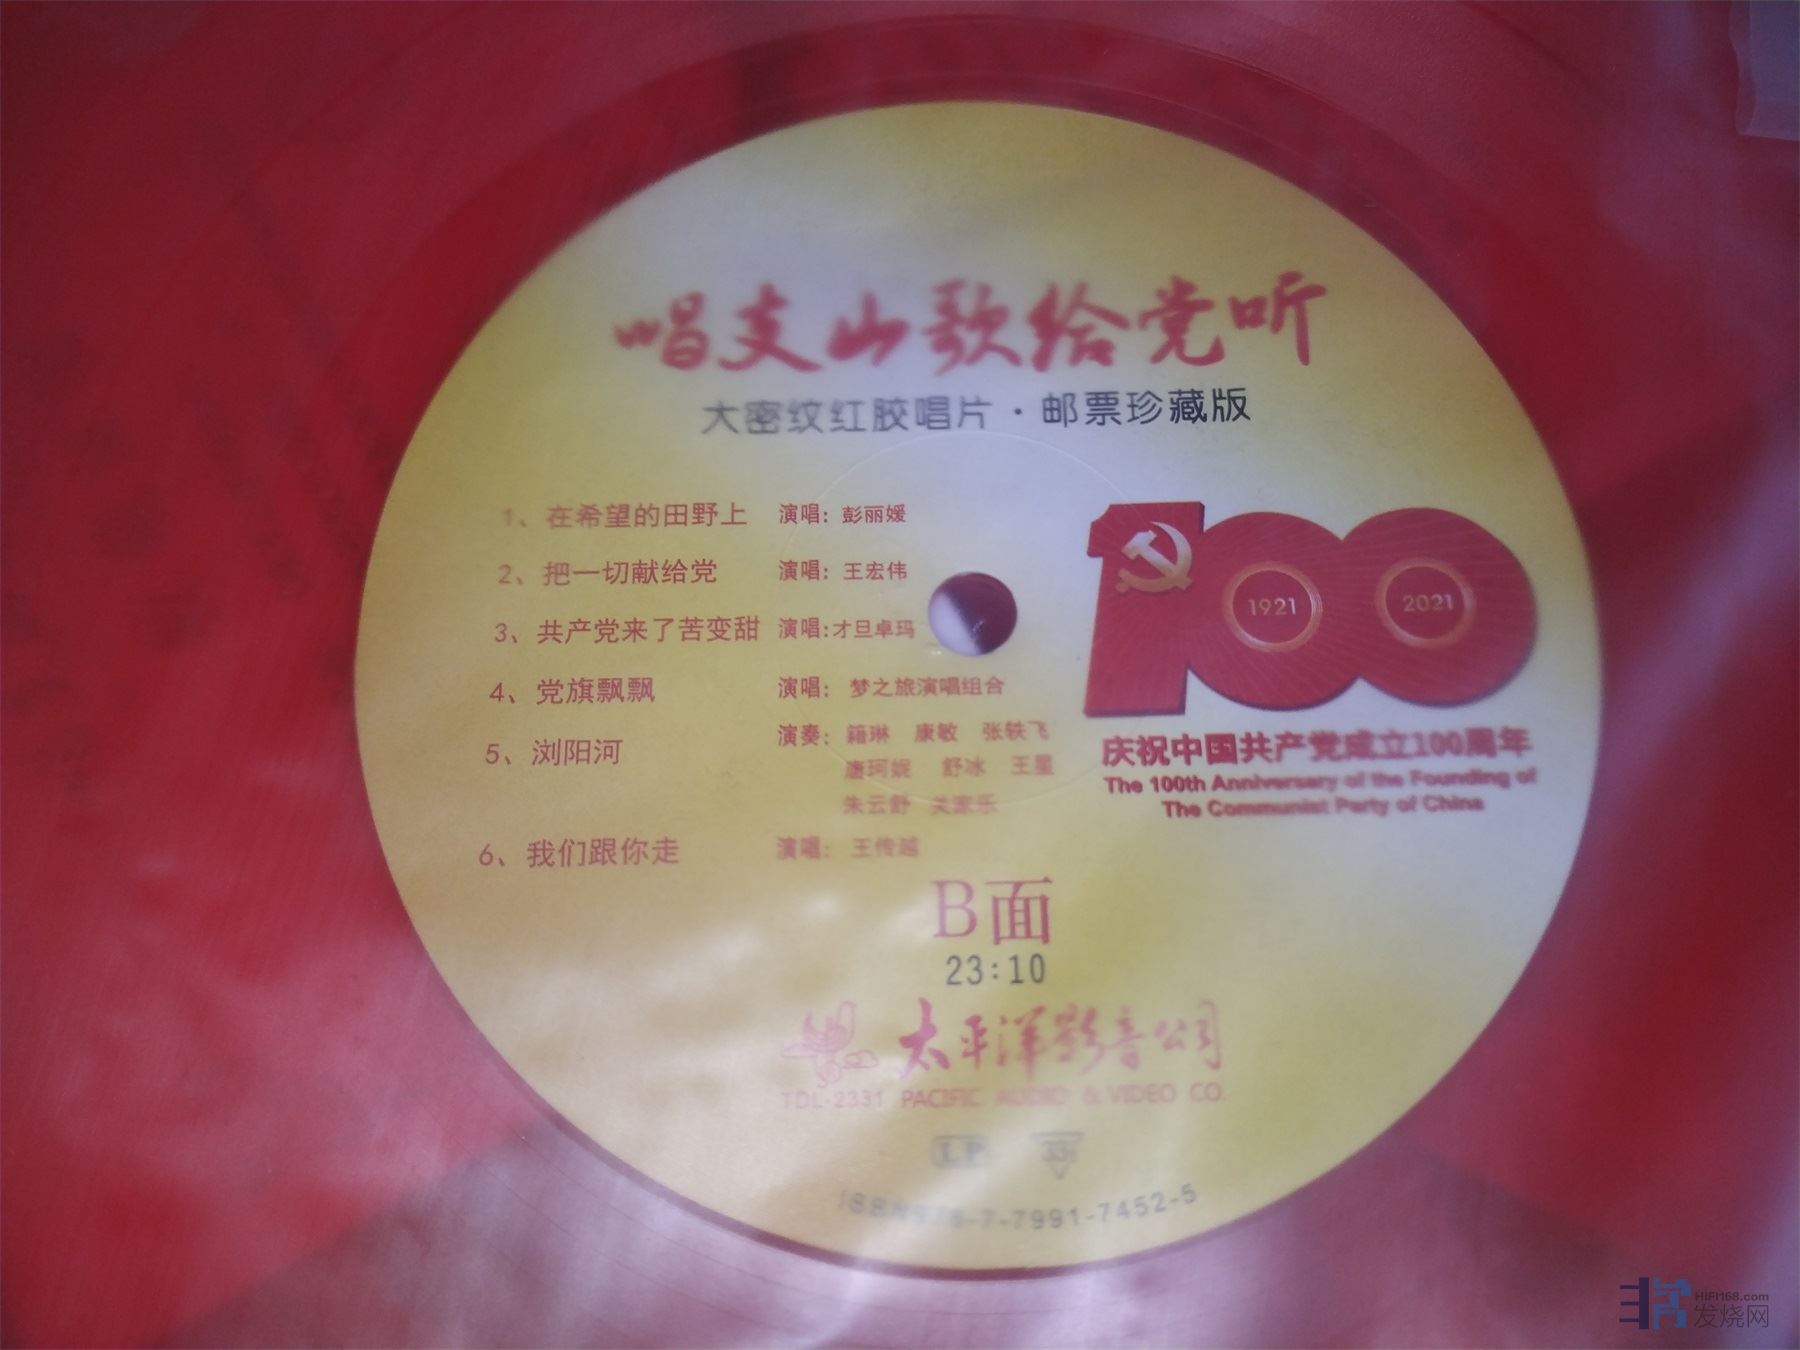 唱支山歌给党听
大密纹红胶唱片·邮票珍藏版
1、在希望的田野上 演唱：彭丽媛
2、把一切献给党 演唱：王宏伟
3、共产党来了苦变甜 演唱：才旦卓玛
4、党旗飘飘 演唱：梦之旅演唱组合
5、浏阳河 演奏：籍琳 康敏 张轶飞
唐珂妮 舒冰 王星
朱云舒 关家乐
6、我们跟你走 演唱：王传越
1921
2021
庆祝中国共产党成立100周年
The 100th Anniversary of the Founding of
The Communist Party of China
B面
23:10
太平洋影音公司
TDL-2331 PACIFIC AUDIO & VIDEO CO.
LP 33
ISBN978-7-7991-7452-5
HIFI168.com
发烧网